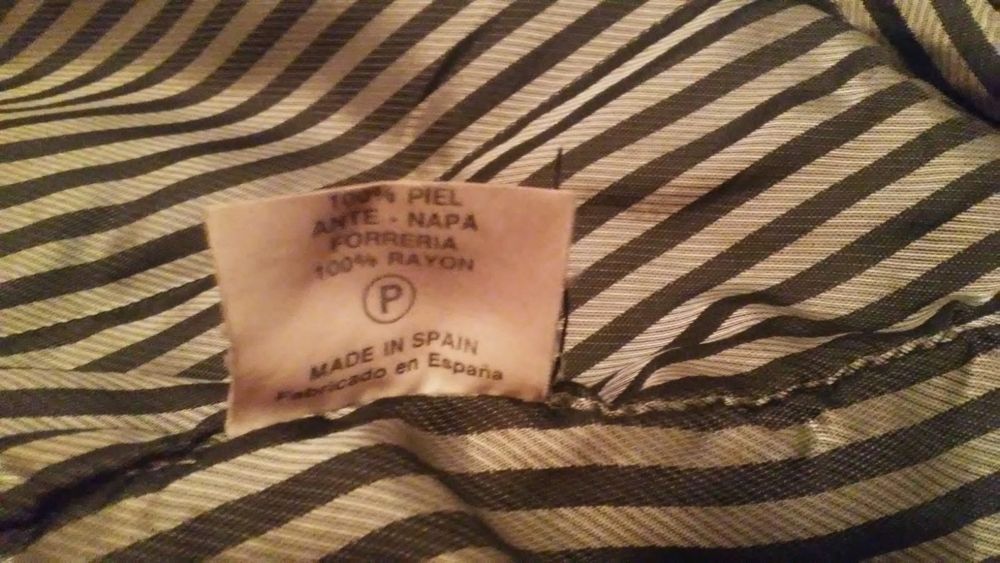 100% PIEL
ANTE - NAPA
FORRERIA
100% RAYON
P
MADE IN SPAIN
Fabricado en España